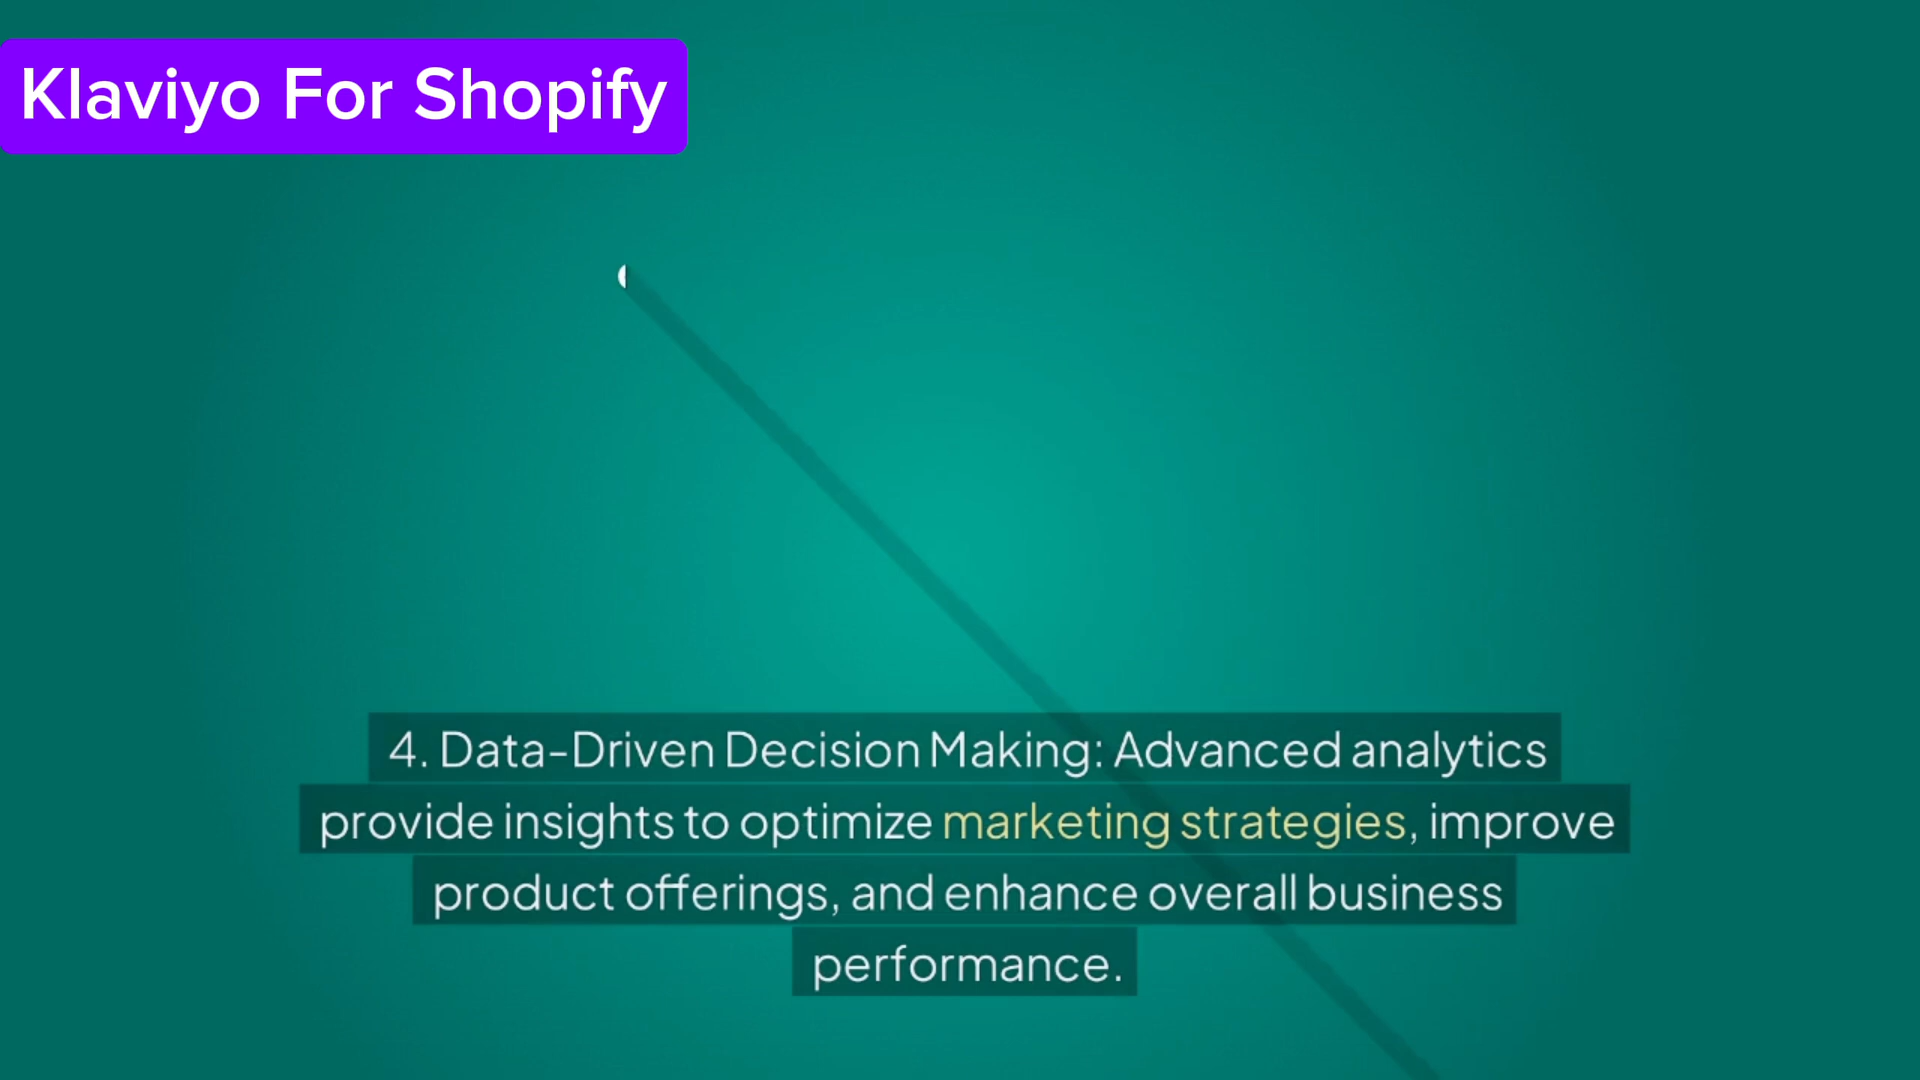 Klaviyo For Shopify
4. Data-Driven Decision Making: Advanced analytics
provide insights to optimize marketing strategies, improve
product offerings, and enhance overall business
performance.